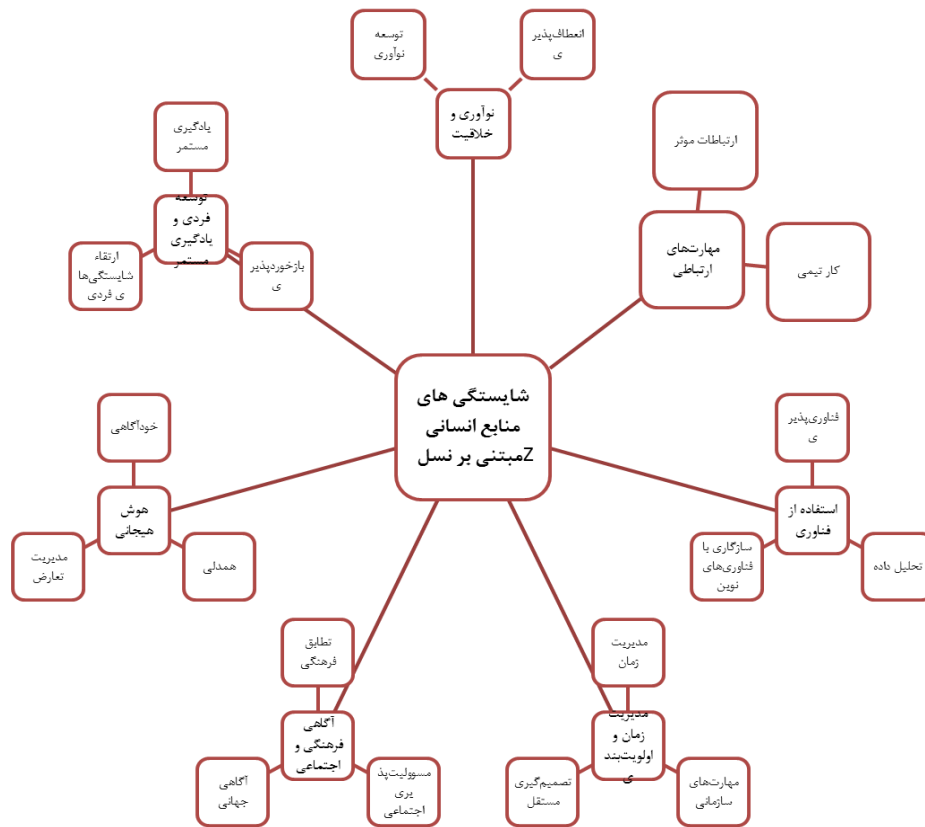 انعطاف‌پذیر
ی
توسعه
نوآوری
نوآوری و
خلاقیت
ارتباطات موثر
مهارت‌های
ارتباطی
کار تیمی
یادگیری
مستمر
توسعه
فردی و
یادگیری
مستمر
بازخوردپذیر
ی
ارتقاء
شایستگی‌ها
ی فردی
شایستگی های
منابع انسانی
مبتنی بر نسلZ
فناوری‌پذیر
ی
استفاده از
فناوری
تحلیل داده
سازگاری با
فناوری‌های
نوین
خودآگاهی
هوش
هیجانی
همدلی
مدیریت
تعارض
مدیریت
زمان
مدیریت
زمان و
اولویت‌بند
ی
مهارت‌های
سازمانی
تصمیم‌گیری
مستقل
تطابق
فرهنگی
آگاهی
فرهنگی و
اجتماعی
مسوولیت‌پذ
یری
اجتماعی
آگاهی
جهانی